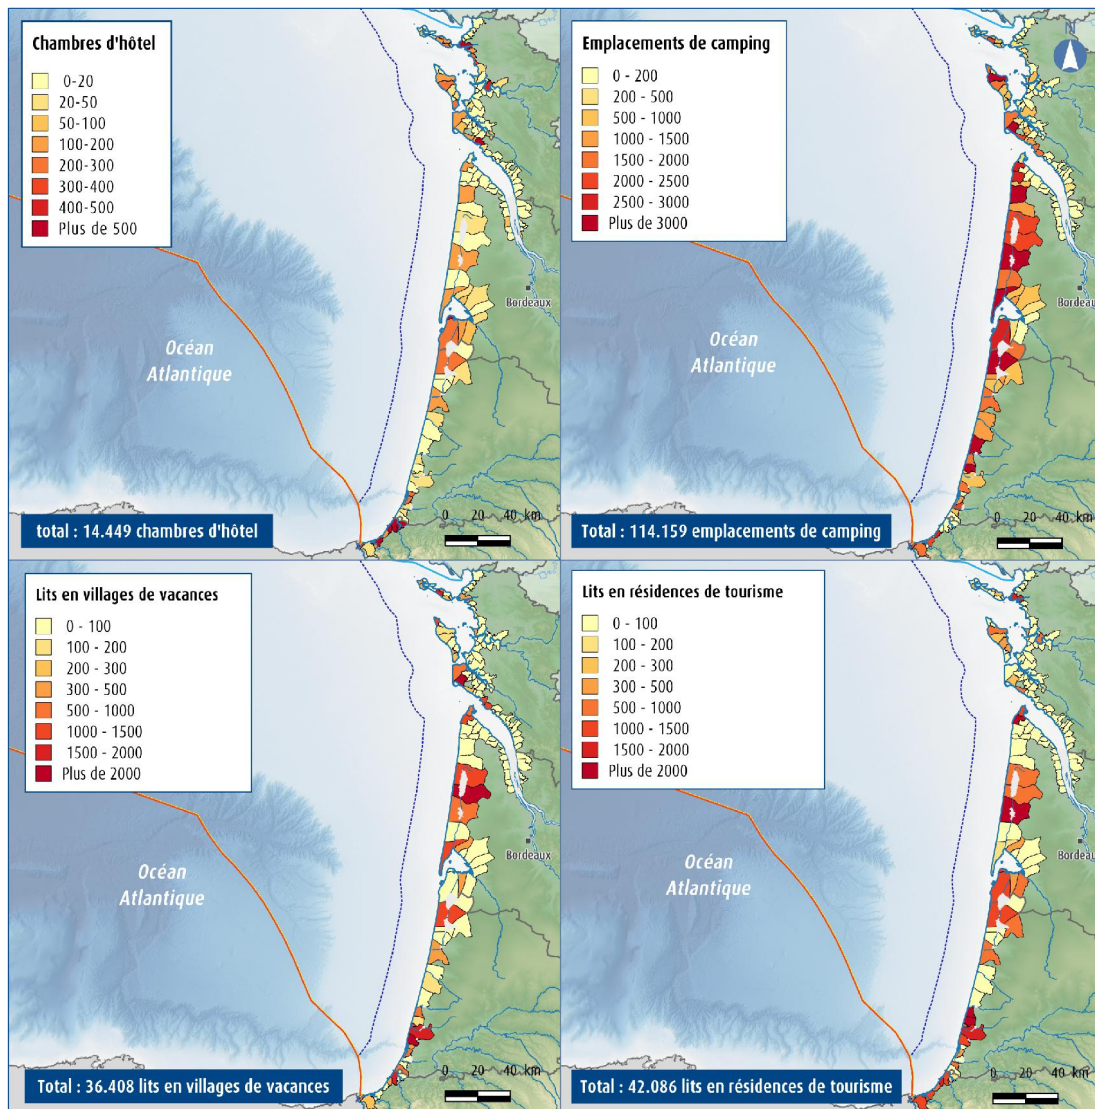 Chambres d'hôtel
0-20
20-50
50-100
100-200
200-300
300-400
400-500
Plus de 500
Océan
Atlantique
Bordeaux
total : 14.449 chambres d'hôtel
0 20 40 km
Emplacements de camping
0 - 200
200 - 500
500 - 1000
1000 - 1500
1500 - 2000
2000 - 2500
2500 - 3000
Plus de 3000
N
Océan
Atlantique
Bordeau
Total : 114.159 emplacements de camping
0 20 40 km
Lits en villages de vacances
0 - 100
100 - 200
200 - 300
300 - 500
500 - 1000
1000 - 1500
1500 - 2000
Plus de 2000
Océan
Atlantique
Bordeaux
Total : 36.408 lits en villages de vacances
0 20 40 km
Lits en résidences de tourisme
0 - 100
100 - 200
200 - 300
300 - 500
500 - 1000
1000 - 1500
1500 - 2000
Plus de 2000
Océan
Atlantique
Bordeau
Total : 42.086 lits en résidences de tourisme
0 20 40 km